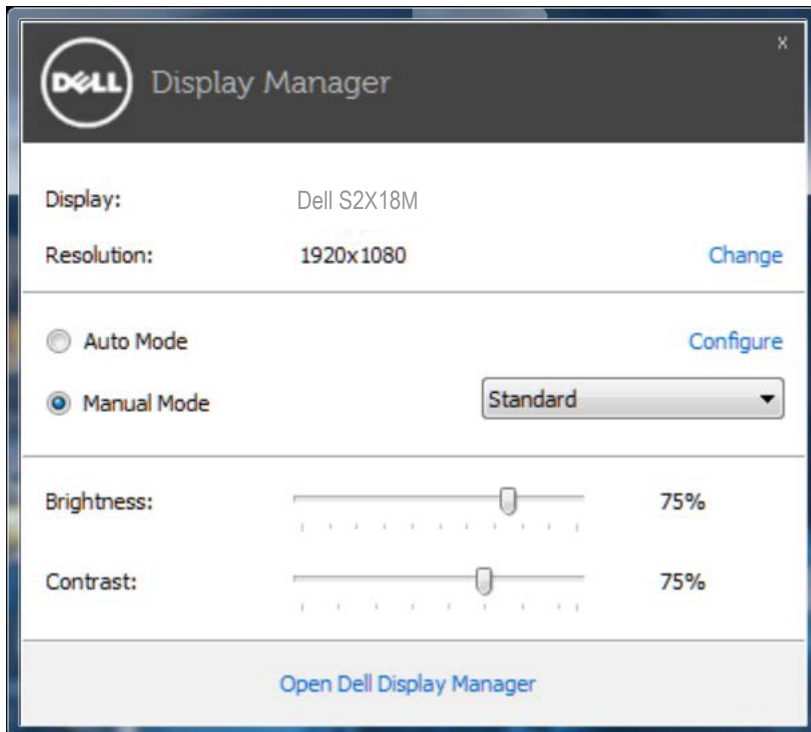 DELL Display Manager x
Display: Dell S2X18M
Resolution: 1920x1080 Change
Auto Mode Configure
Manual Mode Standard
Brightness: 75%
Contrast: 75%
Open Dell Display Manager